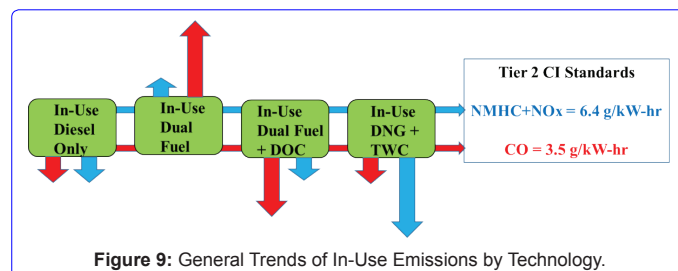 In-Use
Diesel
Only
In-Use
Dual
Fuel
In-Use
Dual Fuel
+ DOC
In-Use
DNG +
TWC
Tier 2 CI Standards
NMHC+NOx = 6.4 g/kW-hr
CO = 3.5 g/kW-hr
Figure 9: General Trends of In-Use Emissions by Technology.